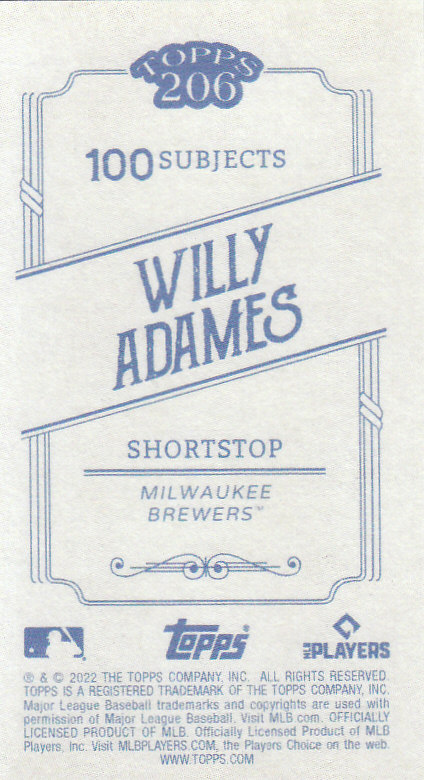 TOPPS
206
100 SUBJECTS
WILLY
ADAMES
SHORTSTOP
MILWAUKEE
BREWERS™
topps®
MLB PLAYERS
® & © 2022 THE TOPPS COMPANY, INC. ALL RIGHTS RESERVED.
TOPPS IS A REGISTERED TRADEMARK OF THE TOPPS COMPANY, INC.
Major League Baseball trademarks and copyrights are used with
permission of Major League Baseball. Visit MLB.com. OFFICIALLY
LICENSED PRODUCT OF MLB. Officially Licensed Product of MLB
Players, Inc. Visit MLBPLAYERS.COM, the Players Choice on the web.
WWW.TOPPS.COM